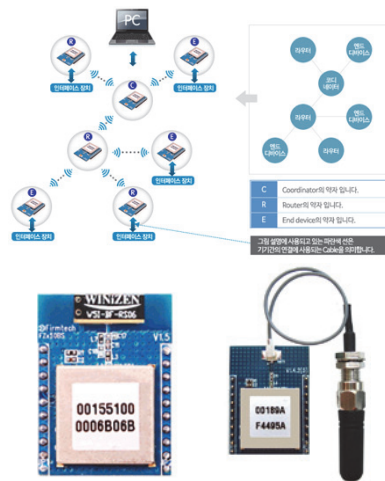 PC
R
인터페이스 장치
E
인터페이스 장치
C
R
E
인터페이스 장치
E
인터페이스 장치
R
인터페이스 장치
라우터
엔드
디바이스
코디
네이터
라우터
엔드
디바이스
엔드
디바이스
라우터
C Coordinator의 약자 입니다.
R Router의 약자 입니다.
E End device의 약자 입니다.
그림 설명에 사용되고 있는 파란색 선은
기기간의 연결에 사용되는 Cable을 의미합니다.
WINIZEN
WSI-BF-RS06
Firmtech
V1.5
00155100
0006B06B
00189A
F4495A